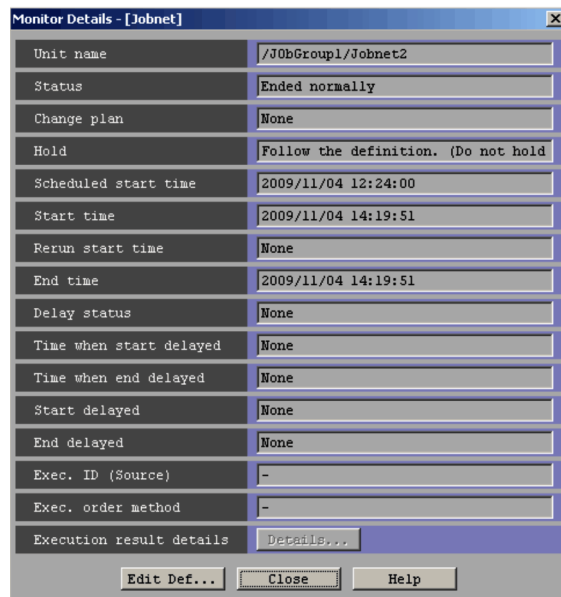 Monitor Details - [Jobnet]
Unit name /J0bGroup1/Jobnet2
Status Ended normally
Change plan None
Hold Follow the definition. (Do not hold
Scheduled start time 2009/11/04 12:24:00
Start time 2009/11/04 14:19:51
Rerun start time None
End time 2009/11/04 14:19:51
Delay status None
Time when start delayed None
Time when end delayed None
Start delayed None
End delayed None
Exec. ID (Source) -
Exec. order method -
Execution result details Details...
Edit Def... Close Help